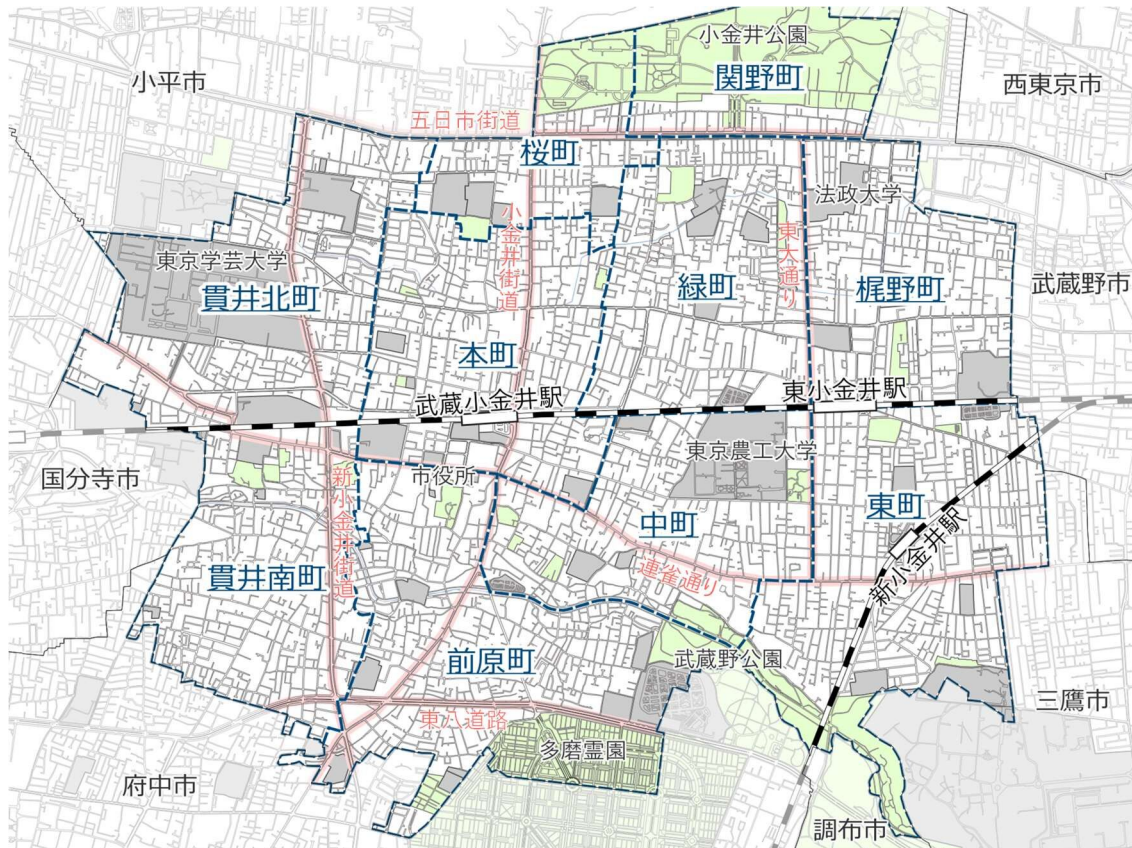 小金井公園
関野町
小平市
西東京市
五日市街道
桜町
法政大学
小金井街道
東大通り
東京学芸大学
貫井北町
緑町
梶野町
武蔵野市
本町
武蔵小金井駅
東小金井駅
国分寺市
市役所
東京農工大学
新小金井街道
中町
東町
貫井南町
連雀通り
新小金井駅
前原町
武蔵野公園
東八道路
三鷹市
多磨霊園
府中市
調布市